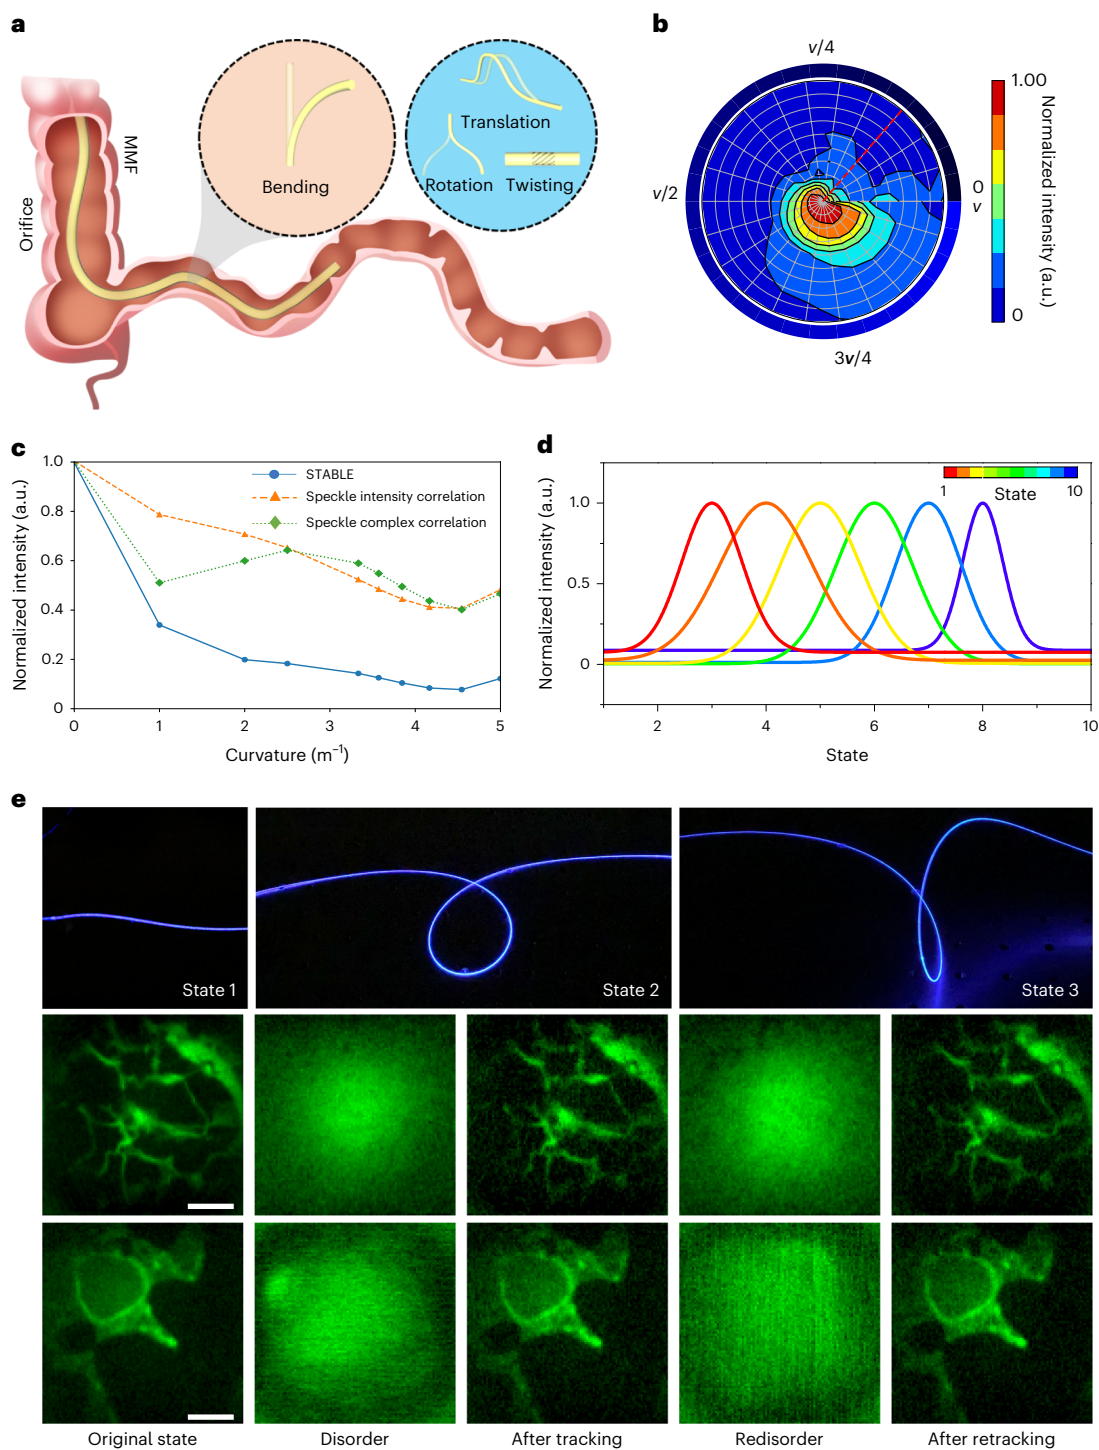 a
Orifice
MMF
Bending
Translation
Rotation
Twisting
b
v/4
v/2
0
v
3v/4
1.00
0
Normalized intensity (a.u.)
c
Normalized intensity (a.u.)
1.0
0.8
0.6
0.4
0.2
0
STABLE
Speckle intensity correlation
Speckle complex correlation
0
1
2
3
4
5
Curvature (m⁻¹)
d
Normalized intensity (a.u.)
1.0
0.5
0
1
State
10
2
4
6
8
10
State
e
State 1
State 2
State 3
Original state
Disorder
After tracking
Redisorder
After retracking